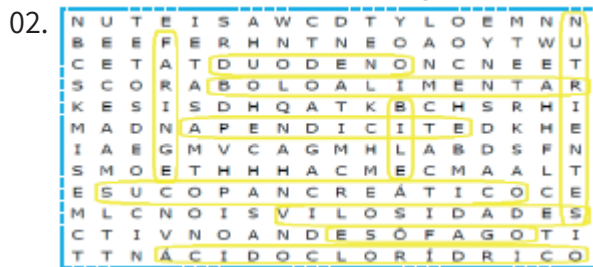 02.
N U T E I S A W C D T Y L O E M N N
B E E F E R H N T N E O A O Y T W U
C E T A T D U O D E N O N C N E E T
S C O R A B O L O A L I M E N T A R
K E S I S D H Q A T K B C H S R H I
M A D N A P E N D I C I T E D K H E
I A E G M V C A G M H L A B D S F N
S M O E T H H H A C M E C M A A L T
E S U C O P A N C R E Á T I C O C E
M L C N O I S V I L O S I D A D E S
C T I V N O A N D E S Ô F A G O T I
T T N Á C I D O C L O R Í D R I C O